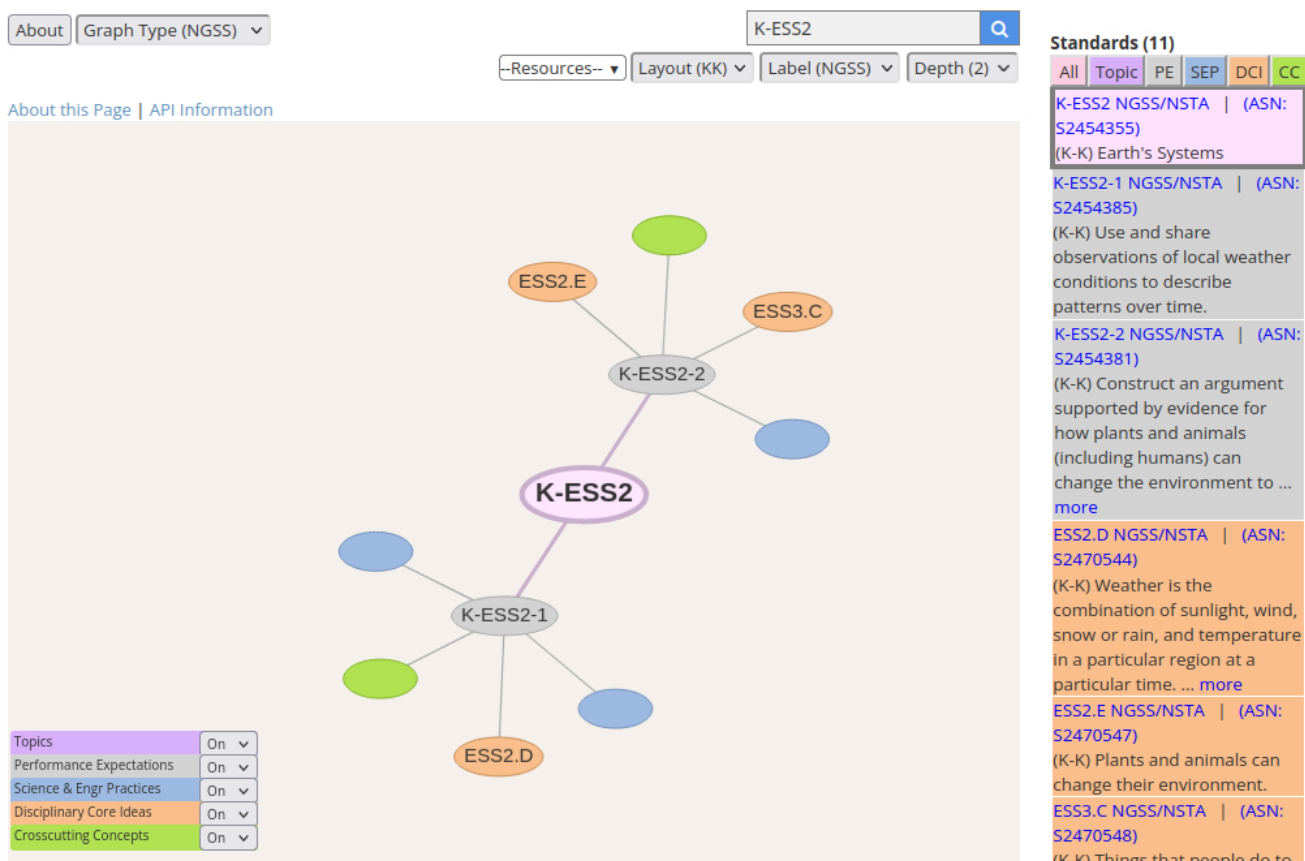 About Graph Type (NGSS)
K-ESS2
--Resources-- Layout (KK) Label (NGSS) Depth (2)
About this Page | API Information
ESS2.E
ESS3.C
K-ESS2-2
K-ESS2
K-ESS2-1
ESS2.D
Topics On
Performance Expectations On
Science & Engr Practices On
Disciplinary Core Ideas On
Crosscutting Concepts On
Standards (11)
All Topic PE SEP DCI CC
K-ESS2 NGSS/NSTA | (ASN:
S2454355)
(K-K) Earth's Systems
K-ESS2-1 NGSS/NSTA | (ASN:
S2454385)
(K-K) Use and share
observations of local weather
conditions to describe
patterns over time.
K-ESS2-2 NGSS/NSTA | (ASN:
S2454381)
(K-K) Construct an argument
supported by evidence for
how plants and animals
(including humans) can
change the environment to ...
more
ESS2.D NGSS/NSTA | (ASN:
S2470544)
(K-K) Weather is the
combination of sunlight, wind,
snow or rain, and temperature
in a particular region at a
particular time. ... more
ESS2.E NGSS/NSTA | (ASN:
S2470547)
(K-K) Plants and animals can
change their environment.
ESS3.C NGSS/NSTA | (ASN:
S2470548)
(K-K) Things that people do to